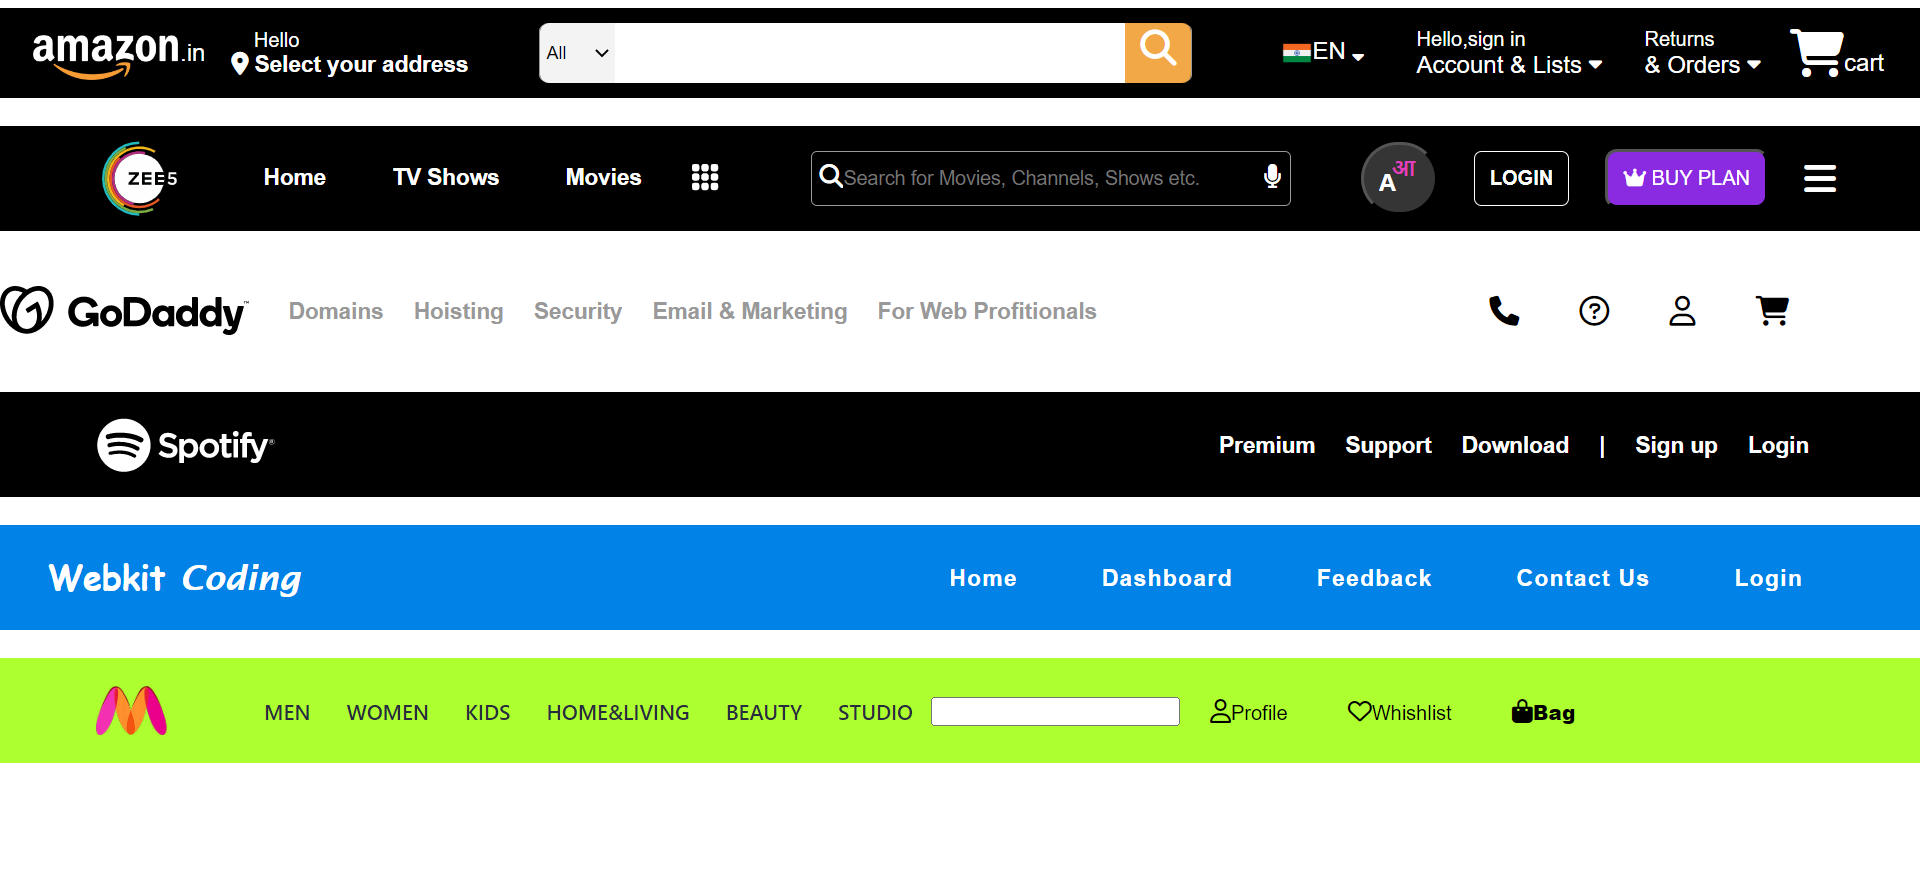 amazon.in
Hello
Select your address
All
EN
Hello,sign in
Account & Lists
Returns
& Orders
cart
ZEE5
Home
TV Shows
Movies
Search for Movies, Channels, Shows etc.
A आ
LOGIN
BUY PLAN
GoDaddy™
Domains
Hoisting
Security
Email & Marketing
For Web Profitionals
Spotify®
Premium
Support
Download
|
Sign up
Login
Webkit Coding
Home
Dashboard
Feedback
Contact Us
Login
MEN
WOMEN
KIDS
HOME&LIVING
BEAUTY
STUDIO
Profile
Whishlist
Bag